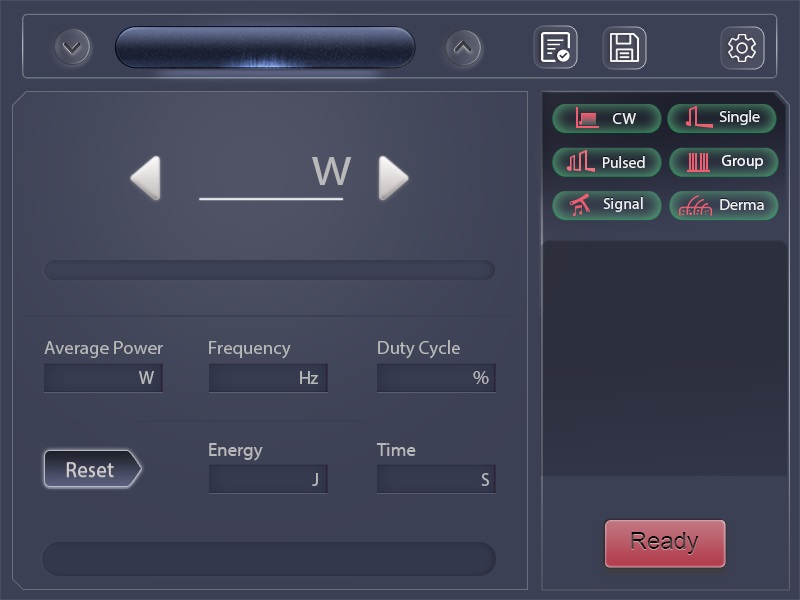 W
Average Power
W
Frequency
Hz
Duty Cycle
%
Reset
Energy
J
Time
S
CW
Single
Pulsed
Group
Signal
Derma
Ready